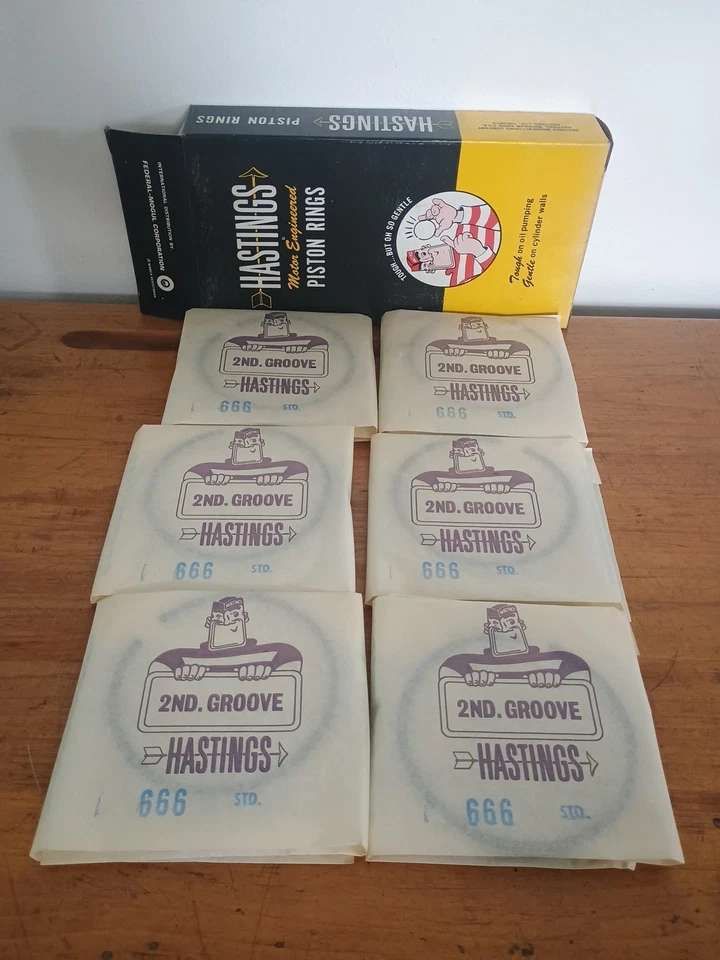 HASTINGS PISTON RINGS
INTERNATIONAL DISTRIBUTION BY:
FEDERAL-MOGUL CORPORATION
HASTINGS
Motor Engineered
PISTON RINGS
TOUGH...BUT OH SO GENTLE
Tough on oil pumping
Gentle on cylinder walls
2ND. GROOVE
HASTINGS
666 STD.
2ND. GROOVE
HASTINGS
666 STD.
2ND. GROOVE
HASTINGS
666 STD.
2ND. GROOVE
HASTINGS
666 STD.
2ND. GROOVE
HASTINGS
666 STD.
2ND. GROOVE
HASTINGS
666 STD.